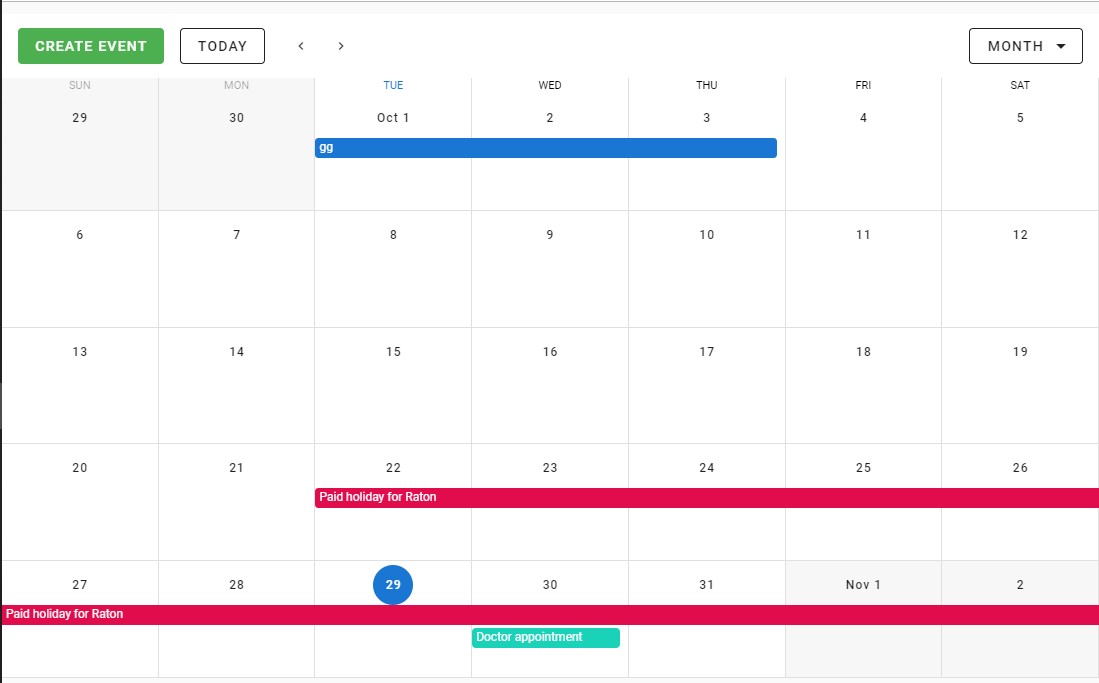 CREATE EVENT TODAY < > MONTH
SUN MON TUE WED THU FRI SAT
29 30 Oct 1 2 3 4 5
gg
6 7 8 9 10 11 12
13 14 15 16 17 18 19
20 21 22 23 24 25 26
Paid holiday for Raton
27 28 29 30 31 Nov 1 2
Paid holiday for Raton
Doctor appointment